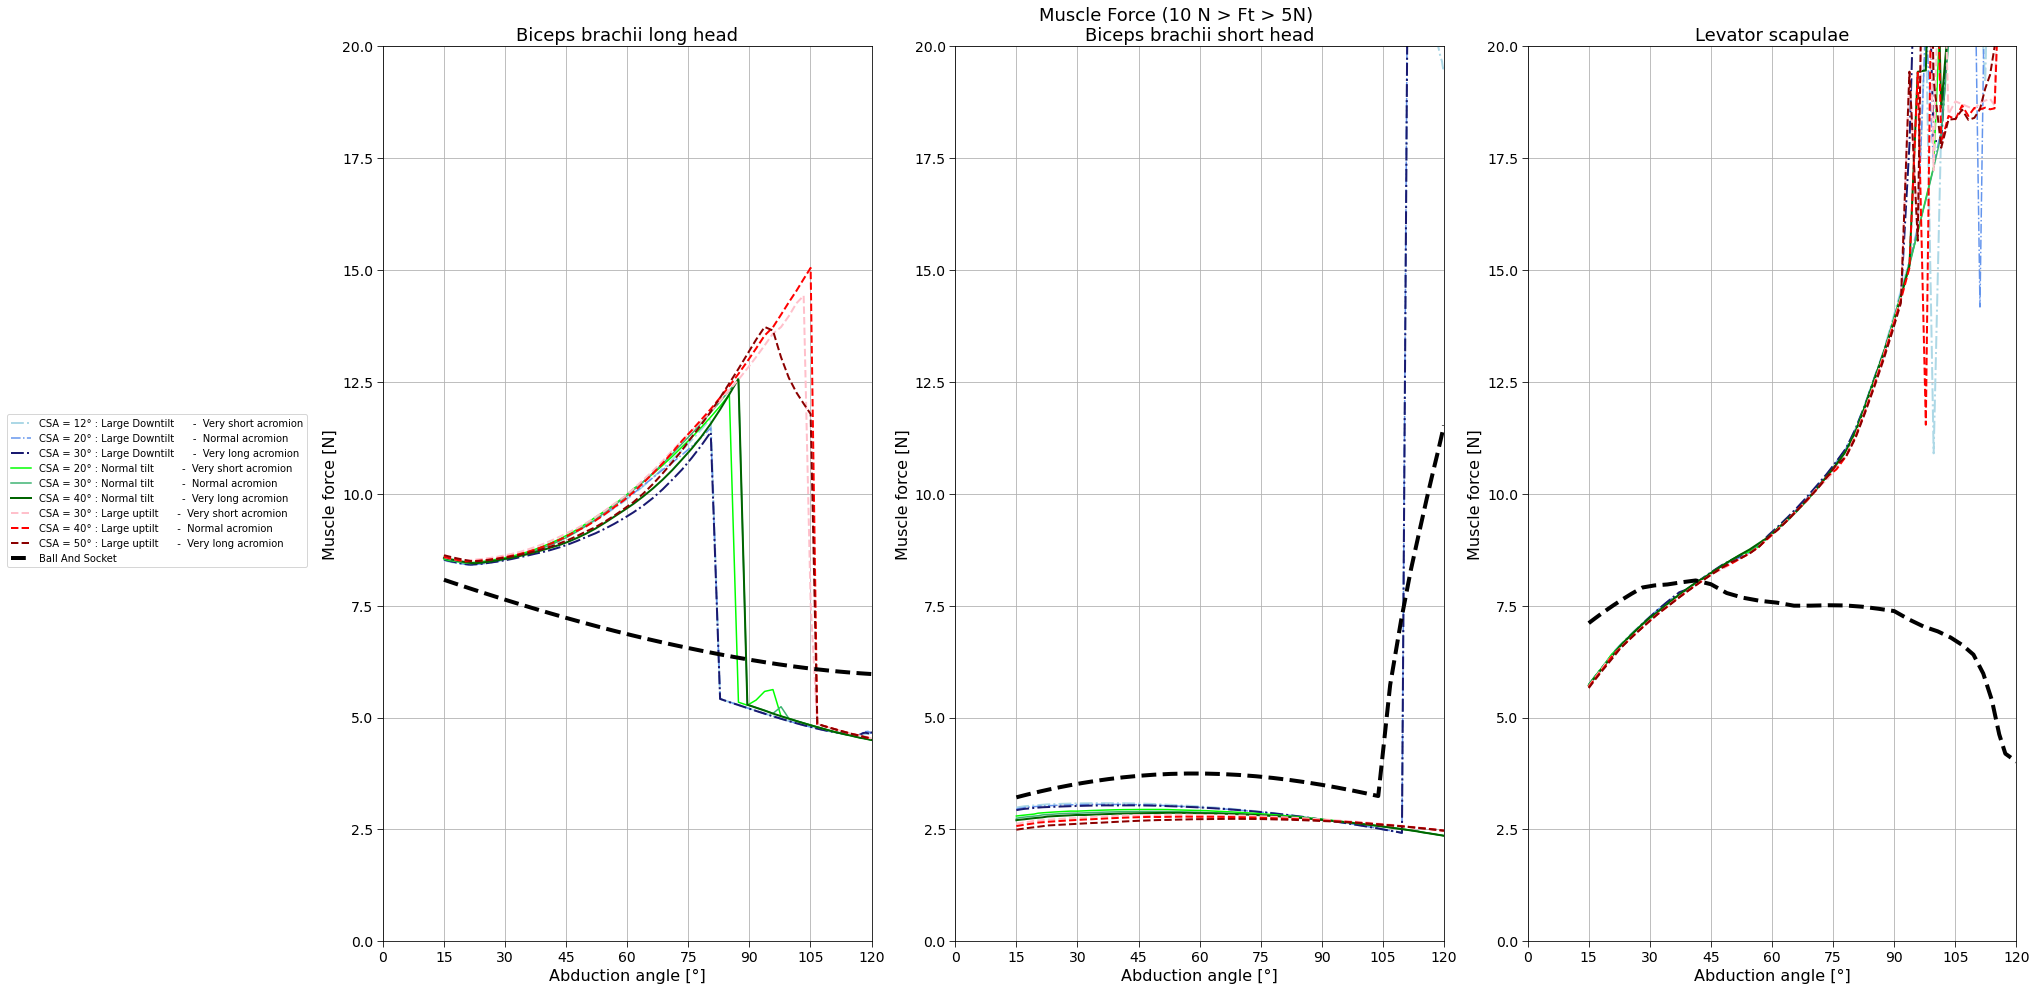 Muscle Force (10 N > Ft > 5N)
Biceps brachii long head
Biceps brachii short head
Levator scapulae
20.0
17.5
15.0
12.5
10.0
7.5
5.0
2.5
0.0
Muscle force [N]
0 15 30 45 60 75 90 105 120
Abduction angle [°]
20.0
17.5
15.0
12.5
10.0
7.5
5.0
2.5
0.0
Muscle force [N]
0 15 30 45 60 75 90 105 120
Abduction angle [°]
20.0
17.5
15.0
12.5
10.0
7.5
5.0
2.5
0.0
Muscle force [N]
0 15 30 45 60 75 90 105 120
Abduction angle [°]
CSA = 12° : Large Downtilt - Very short acromion
CSA = 20° : Large Downtilt - Normal acromion
CSA = 30° : Large Downtilt - Very long acromion
CSA = 20° : Normal tilt - Very short acromion
CSA = 30° : Normal tilt - Normal acromion
CSA = 40° : Normal tilt - Very long acromion
CSA = 30° : Large uptilt - Very short acromion
CSA = 40° : Large uptilt - Normal acromion
CSA = 50° : Large uptilt - Very long acromion
Ball And Socket